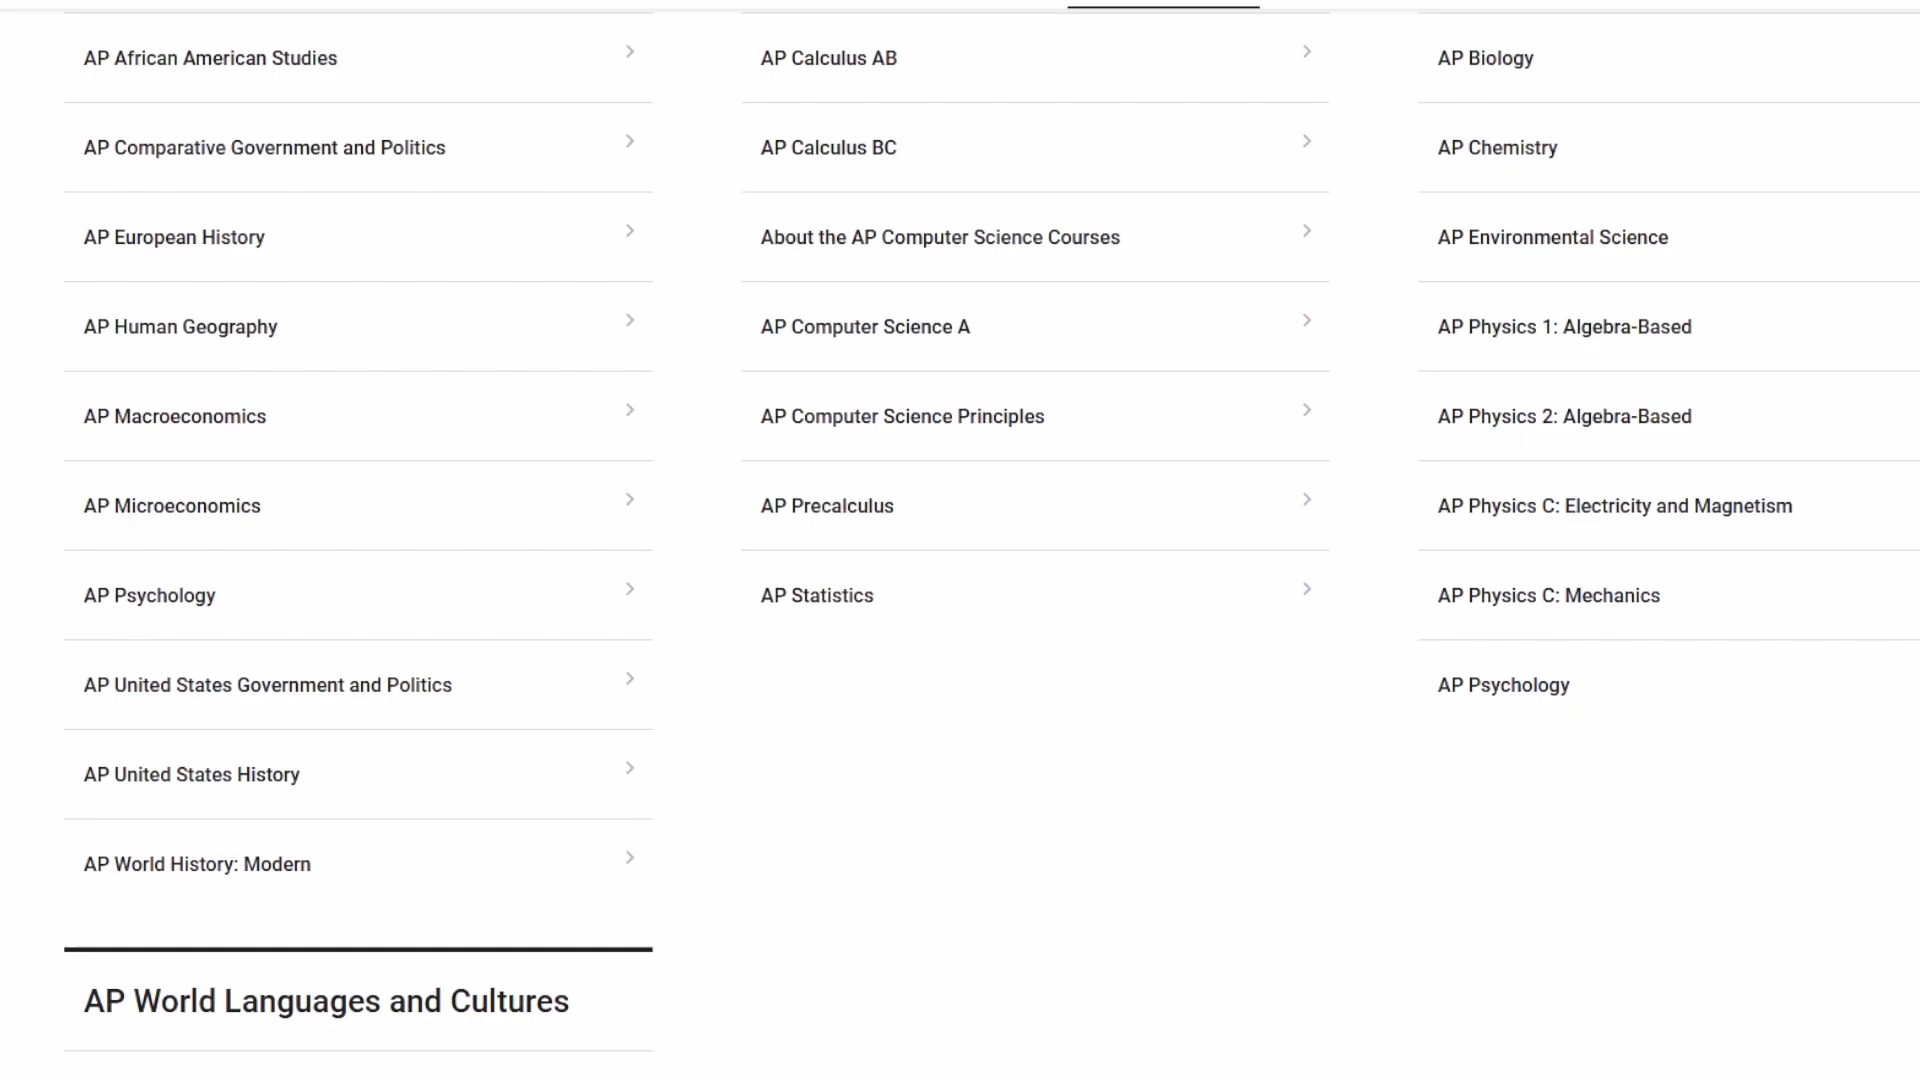 AP African American Studies
AP Comparative Government and Politics
AP European History
AP Human Geography
AP Macroeconomics
AP Microeconomics
AP Psychology
AP United States Government and Politics
AP United States History
AP World History: Modern
AP World Languages and Cultures
AP Calculus AB
AP Calculus BC
About the AP Computer Science Courses
AP Computer Science A
AP Computer Science Principles
AP Precalculus
AP Statistics
AP Biology
AP Chemistry
AP Environmental Science
AP Physics 1: Algebra-Based
AP Physics 2: Algebra-Based
AP Physics C: Electricity and Magnetism
AP Physics C: Mechanics
AP Psychology